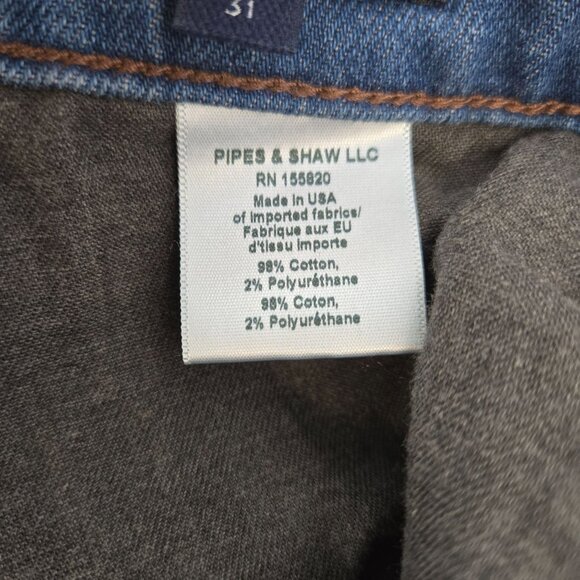 31
PIPES & SHAW LLC
RN 155820
Made in USA
of imported fabrics/
Fabrique aux EU
d'tissu importe
98% Cotton,
2% Polyuréthane
98% Coton,
2% Polyuréthane